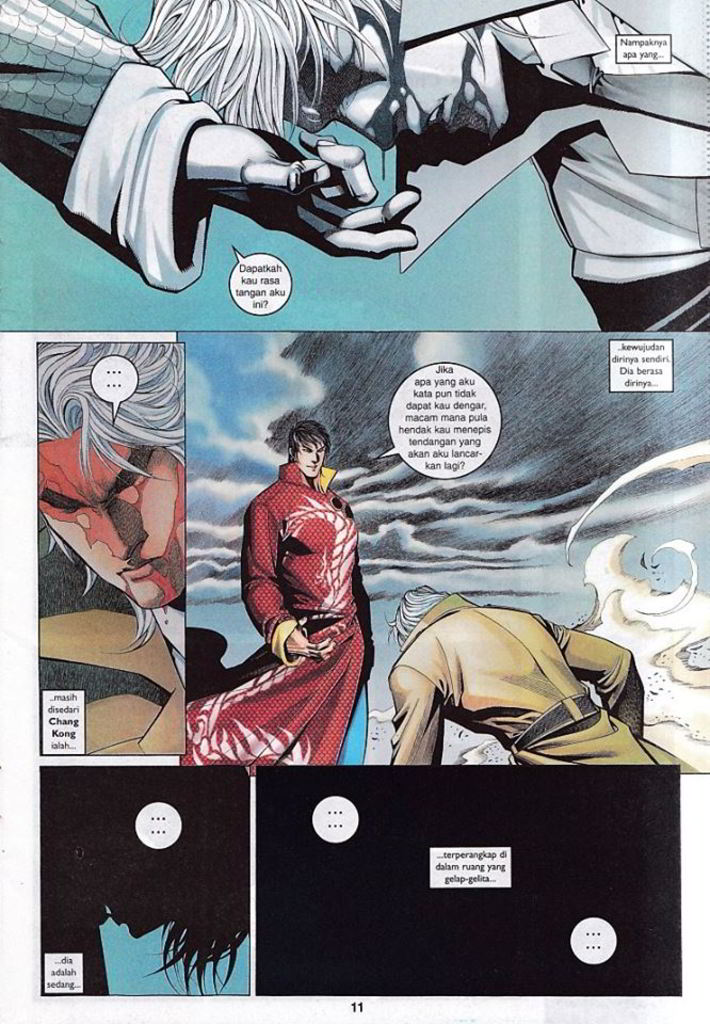 Nampaknya
apa yang...
Dapatkah
kau rasa
tangan aku
ini?
...
...
..masih
disedari
Chang
Kong
ialah...
Jika
apa yang aku
kata pun tidak
dapat kau dengar,
macam mana pula
hendak kau menepis
tendangan yang
akan aku lancar-
kan lagi?
..kewujudan
dirinya sendiri.
Dia berasa
dirinya...
...
...
...dia
adalah
sedang...
...
...
...terperangkap di
dalam ruang yang
gelap-gelita...
...
...
11